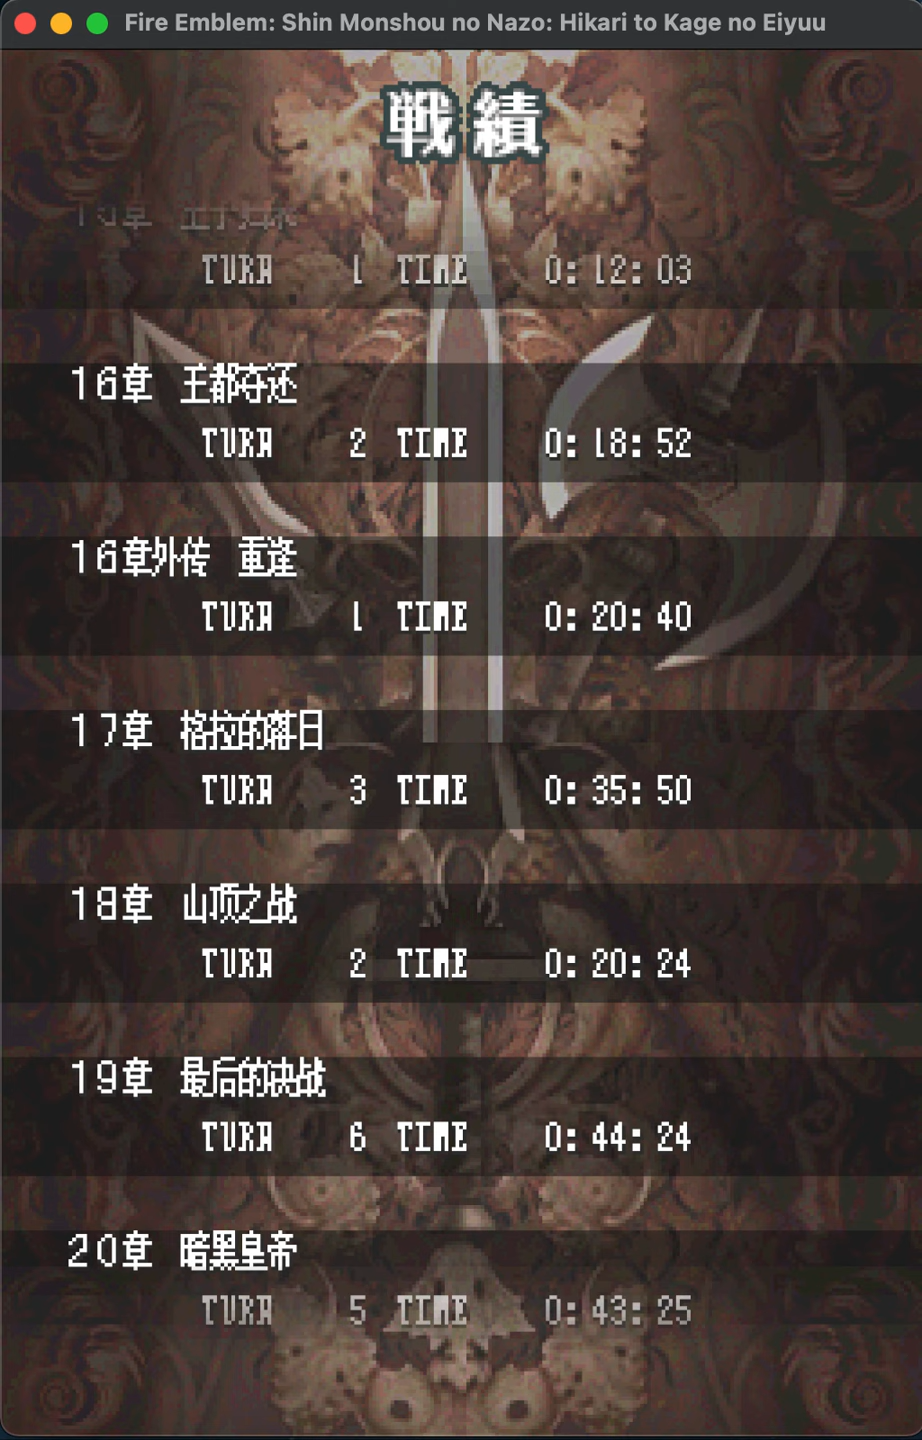 Fire Emblem: Shin Monshou no Nazo: Hikari to Kage no Eiyuu
戦績
TURN 1 TIME 0:12:03
16章 王都夺还
TURN 2 TIME 0:18:52
16章外传 重逢
TURN 1 TIME 0:20:40
17章 格拉的落日
TURN 3 TIME 0:35:50
18章 山顶之战
TURN 2 TIME 0:20:24
19章 最后的决战
TURN 6 TIME 0:44:24
20章 暗黑皇帝
TURN 5 TIME 0:43:25